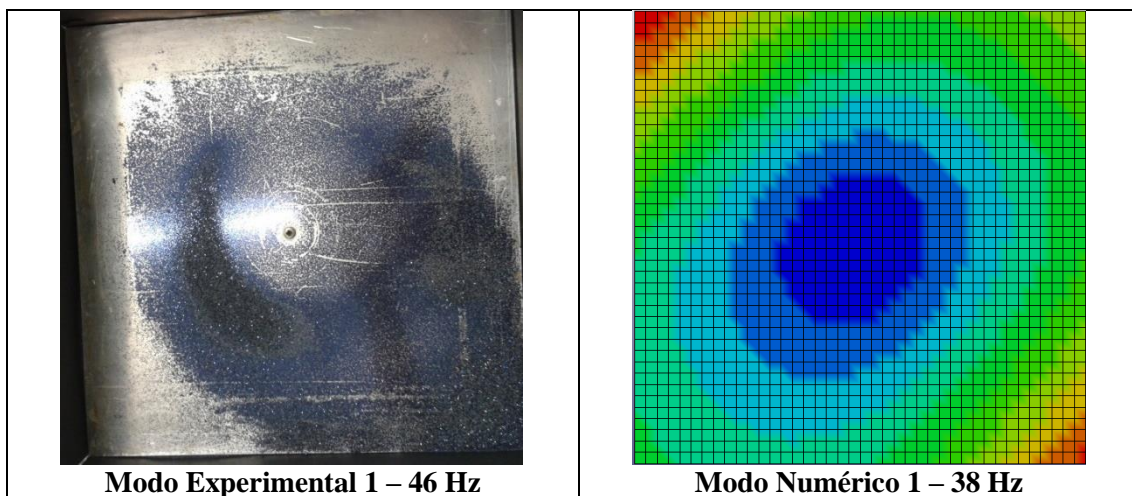 Modo Experimental 1 – 46 Hz
Modo Numérico 1 – 38 Hz